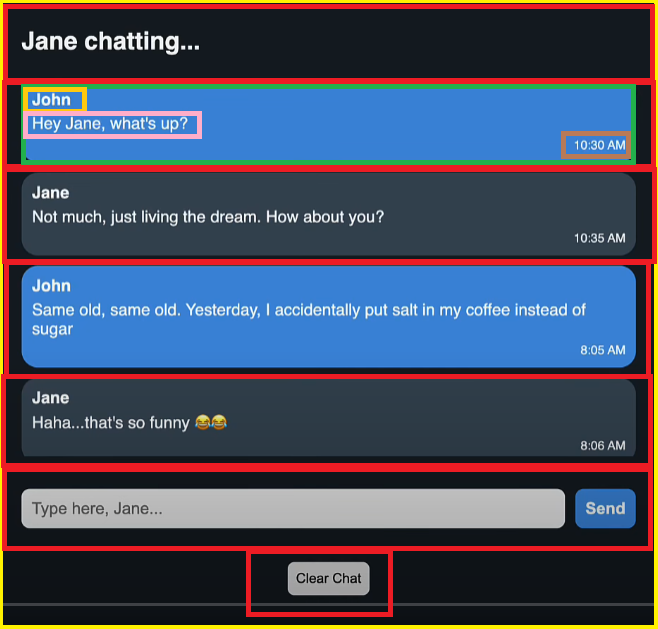 Jane chatting...
John
Hey Jane, what's up?
10:30 AM
Jane
Not much, just living the dream. How about you?
10:35 AM
John
Same old, same old. Yesterday, I accidentally put salt in my coffee instead of
sugar
8:05 AM
Jane
Haha...that's so funny 😂😂
8:06 AM
Type here, Jane...
Send
Clear Chat